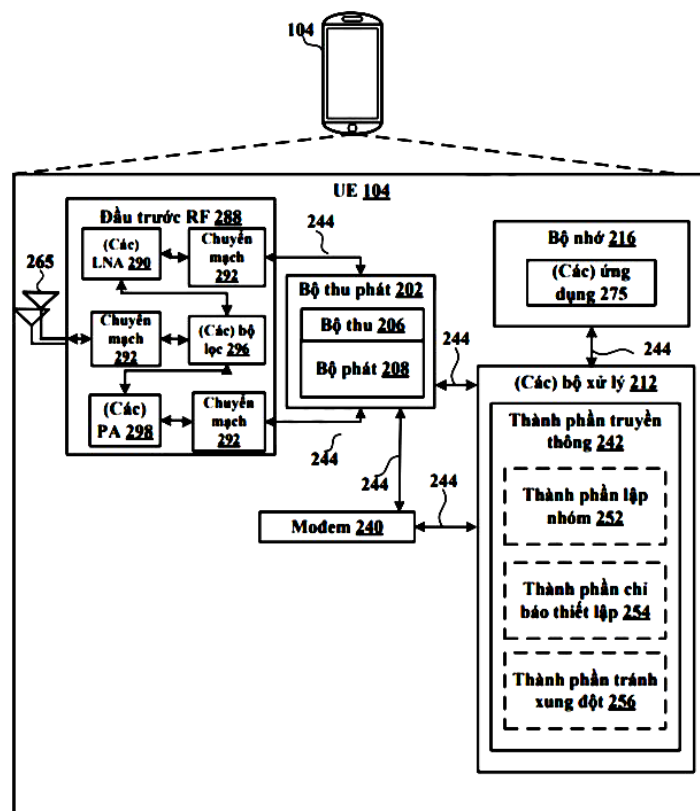 104
UE 104
Đầu trước RF 288
(Các)
LNA 290
Chuyển
mạch
292
244
265
Chuyển
mạch
292
(Các) bộ
lọc 296
(Các)
PA 298
Chuyển
mạch
292
244
Bộ thu phát 202
Bộ thu 206
Bộ phát 208
244
244
Modem 240
244
Bộ nhớ 216
(Các) ứng
dụng 275
244
(Các) bộ xử lý 212
Thành phần truyền
thông 242
Thành phần lập
nhóm 252
Thành phần chỉ
báo thiết lập 254
Thành phần tránh
xung đột 256